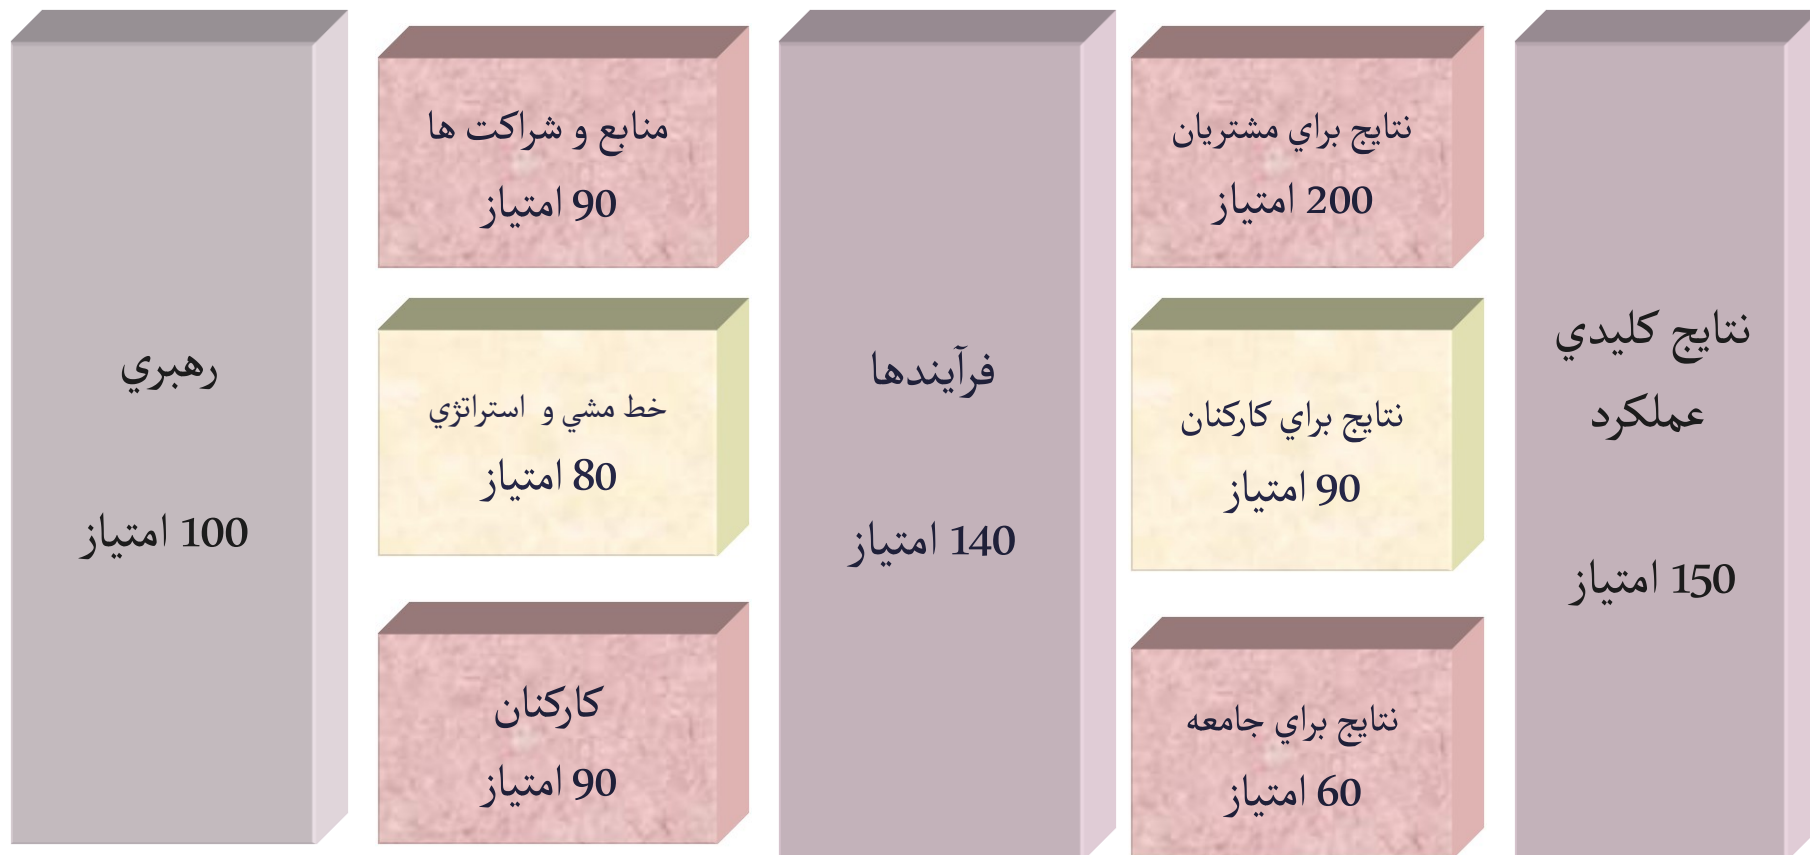 رهبري
100 امتياز
منابع و شراكت ها
90 امتياز
خط مشي و استراتژي
80 امتياز
كاركنان
90 امتياز
فرآيندها
140 امتياز
نتايج براي مشتريان
200 امتياز
نتايج براي كاركنان
90 امتياز
نتايج براي جامعه
60 امتياز
نتايج كليدي
عملكرد
150 امتياز